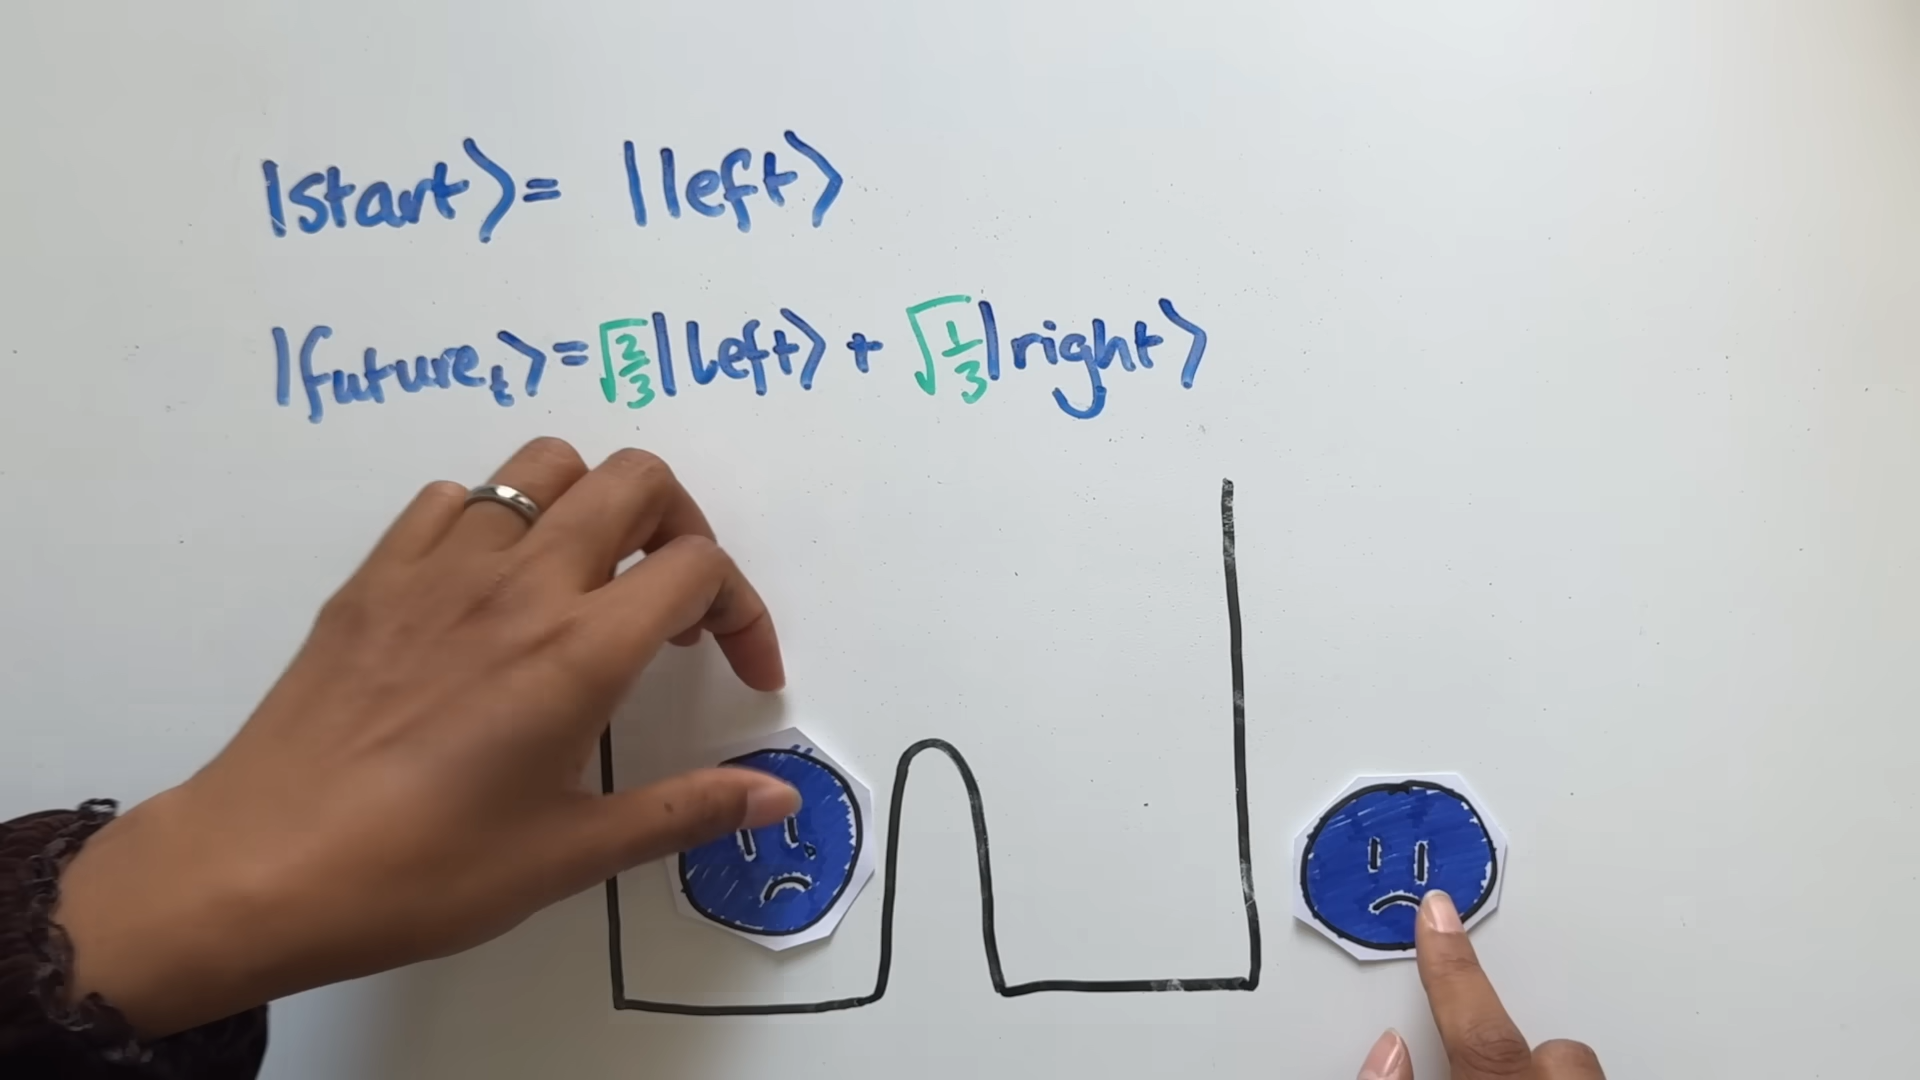 |start⟩ = |left⟩
|future_t⟩ = √2/3 |left⟩ + √1/3 |right⟩